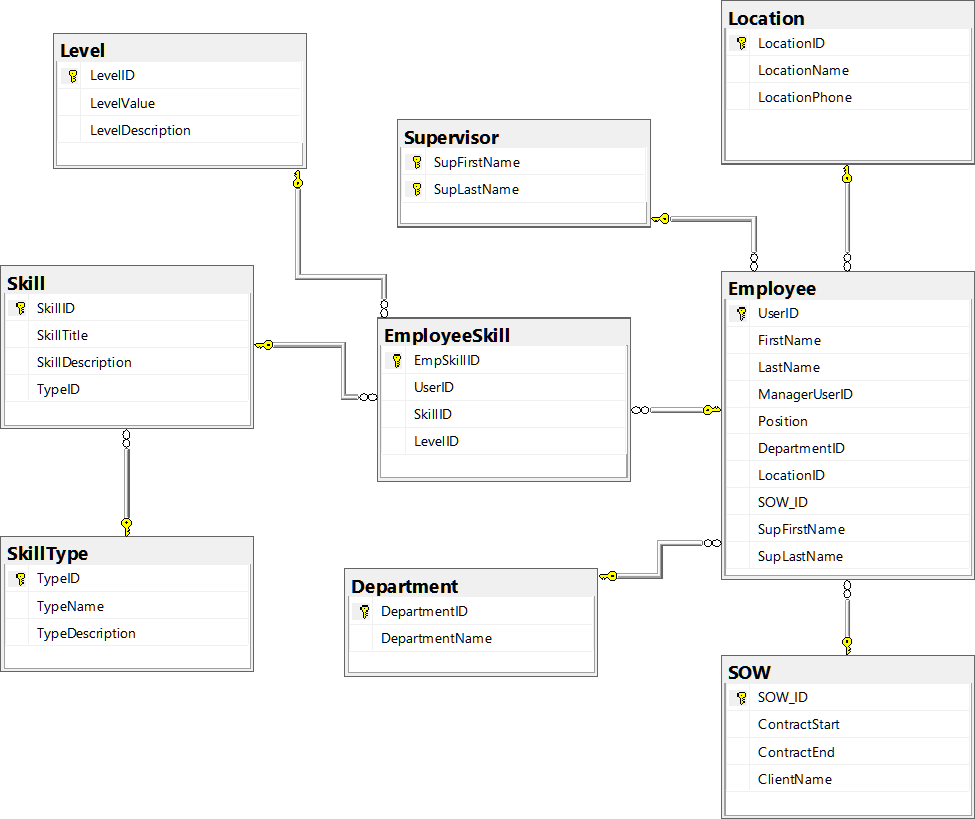 Level
LevelID
LevelValue
LevelDescription
Location
LocationID
LocationName
LocationPhone
Supervisor
SupFirstName
SupLastName
Skill
SkillID
SkillTitle
SkillDescription
TypeID
EmployeeSkill
EmpSkillID
UserID
SkillID
LevelID
Employee
UserID
FirstName
LastName
ManagerUserID
Position
DepartmentID
LocationID
SOW_ID
SupFirstName
SupLastName
SkillType
TypeID
TypeName
TypeDescription
Department
DepartmentID
DepartmentName
SOW
SOW_ID
ContractStart
ContractEnd
ClientName